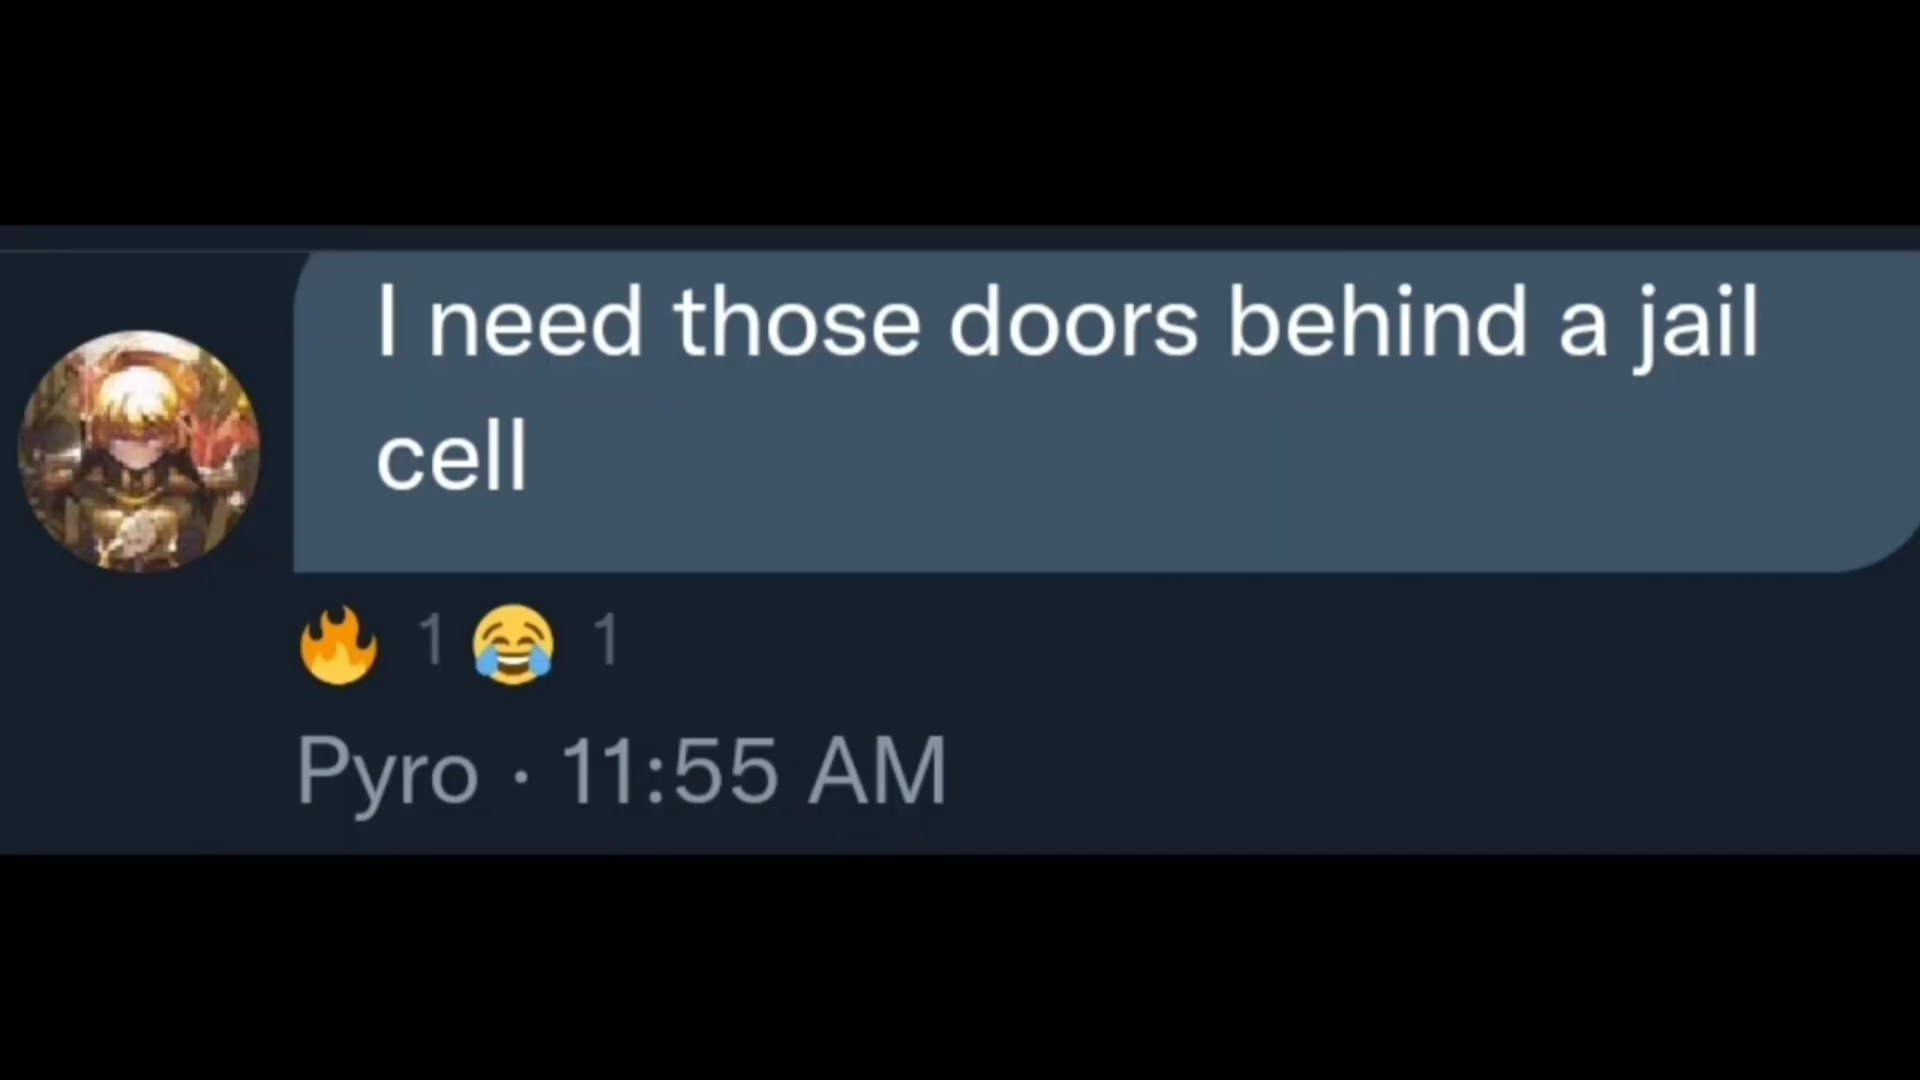 I need those doors behind a jail
cell
🔥 1 😂 1
Pyro · 11:55 AM